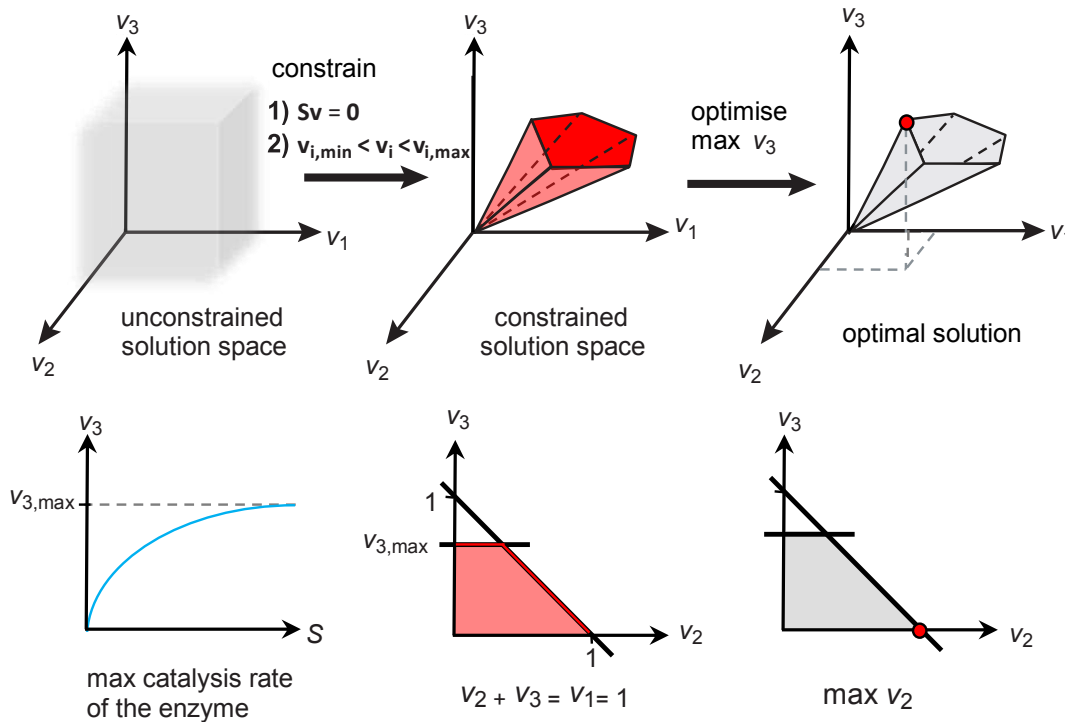 v3
v1
v2
unconstrained
solution space
constrain
1) Sv = 0
2) vi,min < vi < vi,max
v3
v1
v2
constrained
solution space
optimise
max v3
v3
v1
v2
optimal solution
v3
v3,max
S
max catalysis rate
of the enzyme
v3
1
v3,max
v2
1
v2 + v3 = v1 = 1
v3
v2
max v2